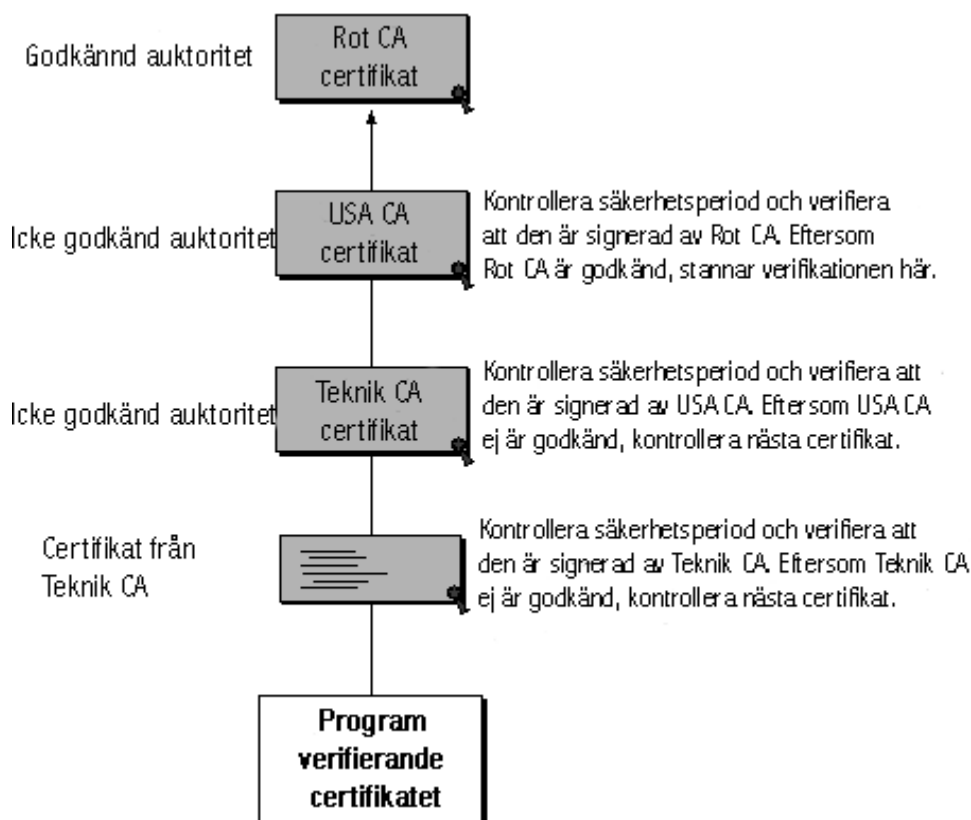 Godkännd auktoritet
Rot CA
certifikat
Icke godkänd auktoritet
USA CA
certifikat
Kontrollera säkerhetsperiod och verifiera
att den är signerad av Rot CA. Eftersom
Rot CA är godkänd, stannar verifikationen här.
Icke godkänd auktoritet
Teknik CA
certifikat
Kontrollera säkerhetsperiod och verifiera att
den är signerad av USA CA. Eftersom USA CA
ej är godkänd, kontrollera nästa certifikat.
Certifikat från
Teknik CA
Kontrollera säkerhetsperiod och verifiera att
den är signerad av Teknik CA. Eftersom Teknik CA
ej är godkänd, kontrollera nästa certifikat.
Program
verifierande
certifikatet